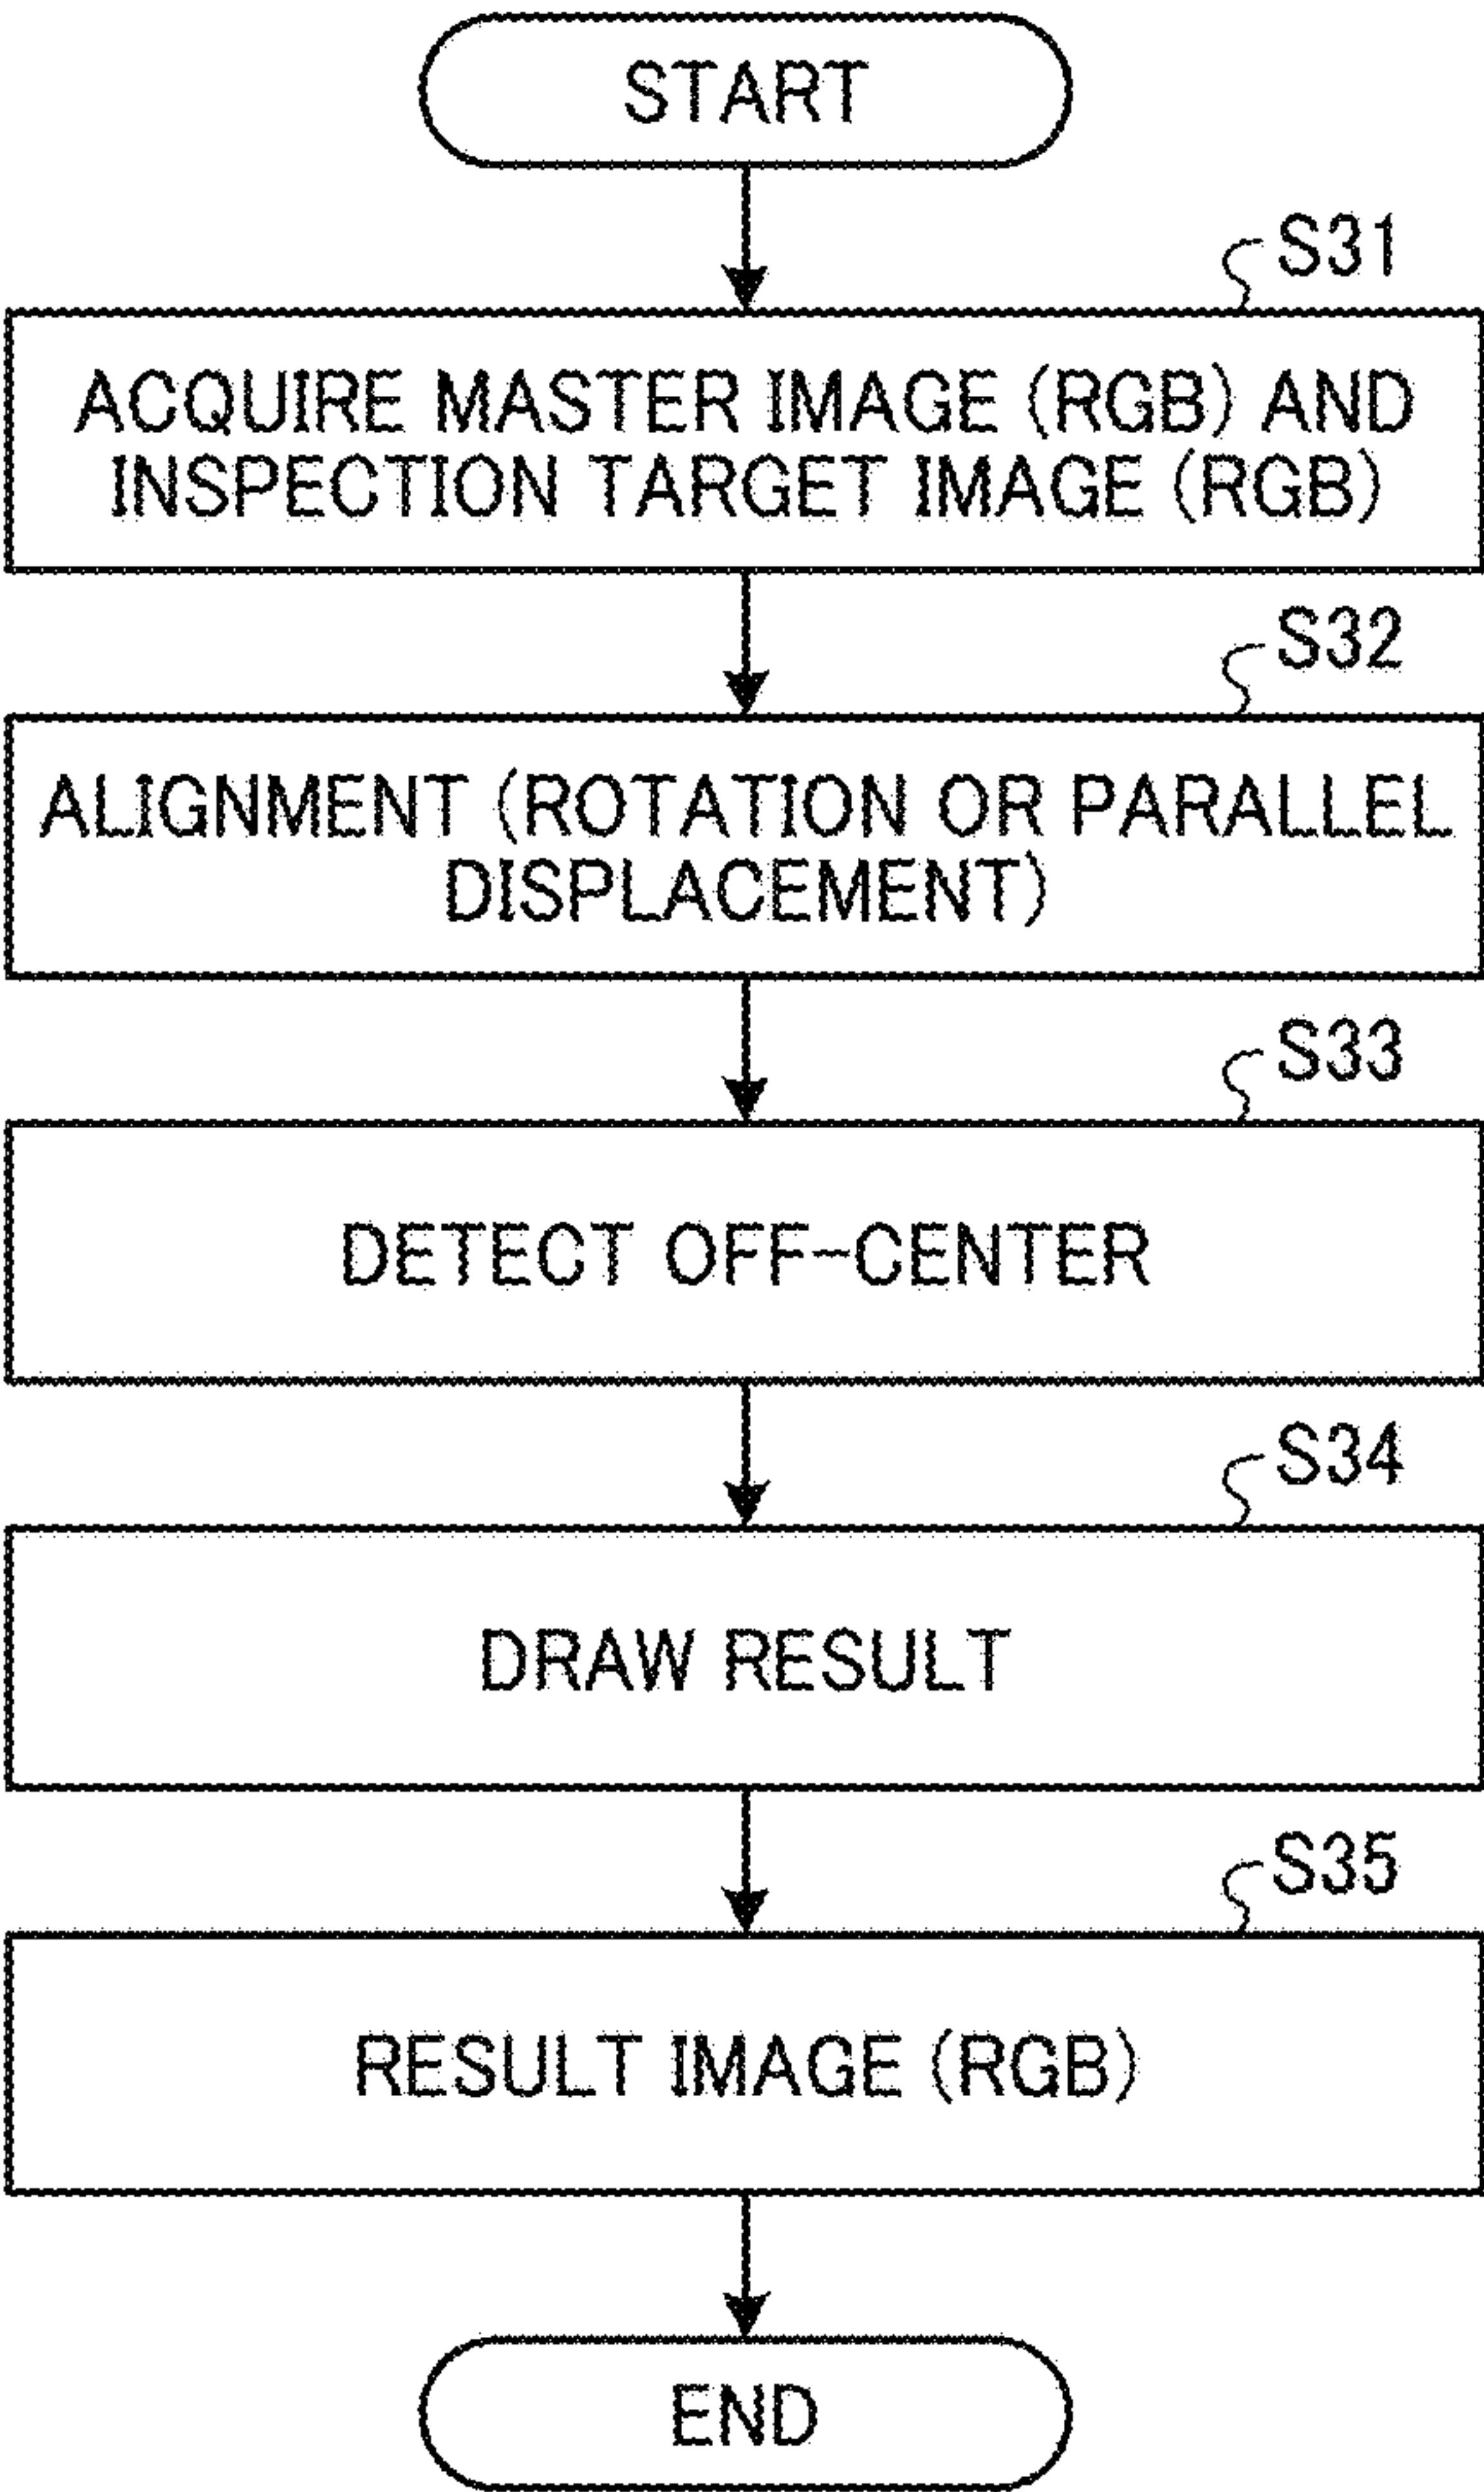 START
S31
ACQUIRE MASTER IMAGE (RGB) AND
INSPECTION TARGET IMAGE (RGB)
S32
ALIGNMENT (ROTATION OR PARALLEL
DISPLACEMENT)
S33
DETECT OFF-CENTER
S34
DRAW RESULT
S35
RESULT IMAGE (RGB)
END